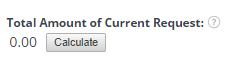 Total Amount of Current Request: ?
0.00 Calculate